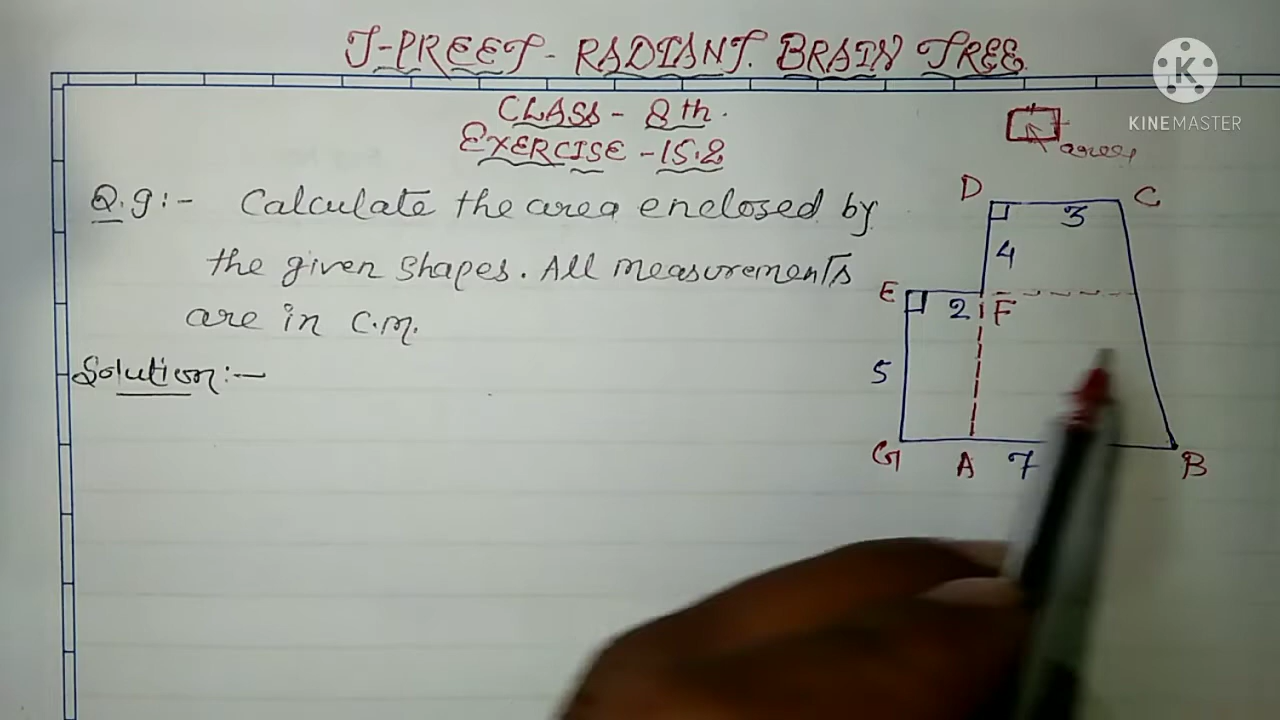 J-PREET-RADIANT. BRAIN TREE
K
KINEMASTER
CLASS - 8th.
EXERCISE -15.2
area
Q.9:- Calculate the area enclosed by
the given shapes. All measurements
are in c.m.
Solution:-
D C
3
4
E 2 F
5
G A 7 B